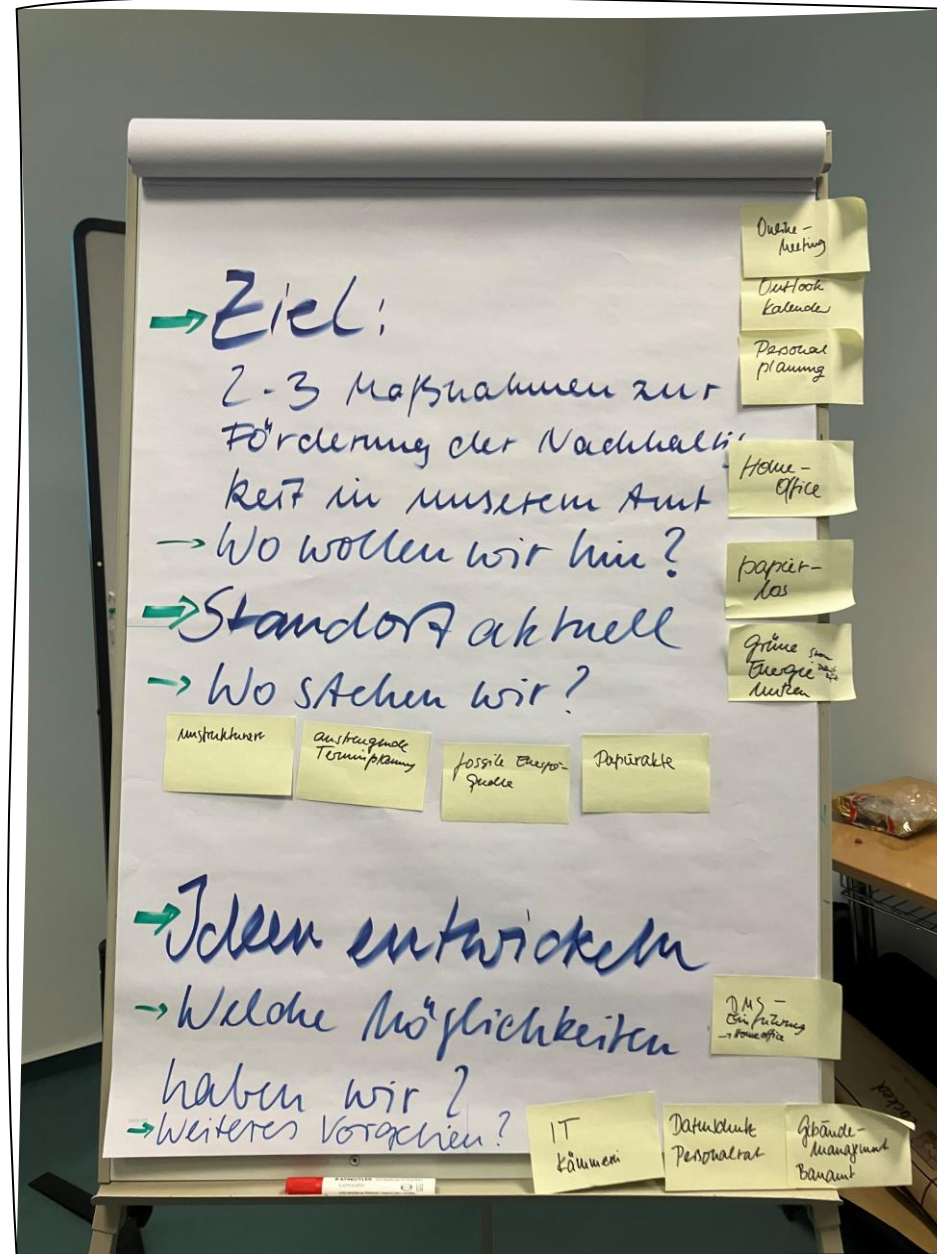 → Ziel:
2-3 Maßnahmen zur
Förderung der Nachhaltig
keit in unserem Amt
→ Wo wollen wir hin?
→ Standort aktuell
→ Wo stehen wir?
unstrukturiert
anstrengende
Terminplanung
fossile Energie-
Quelle
Papierakte
→ Ideen entwickeln
→ Welche Möglichkeiten
haben wir?
→ Weiteres Vorgehen?
Online-
Meeting
Outlook
Kalender
Personal
planung
Home-
Office
papier-
los
grüne
Energie
nutzen
DMS-
Einführung
→ Homeoffice
IT
Kämmerei
Datenschutz
Personalrat
Gebäude-
management
Bauamt
STAEDTLER